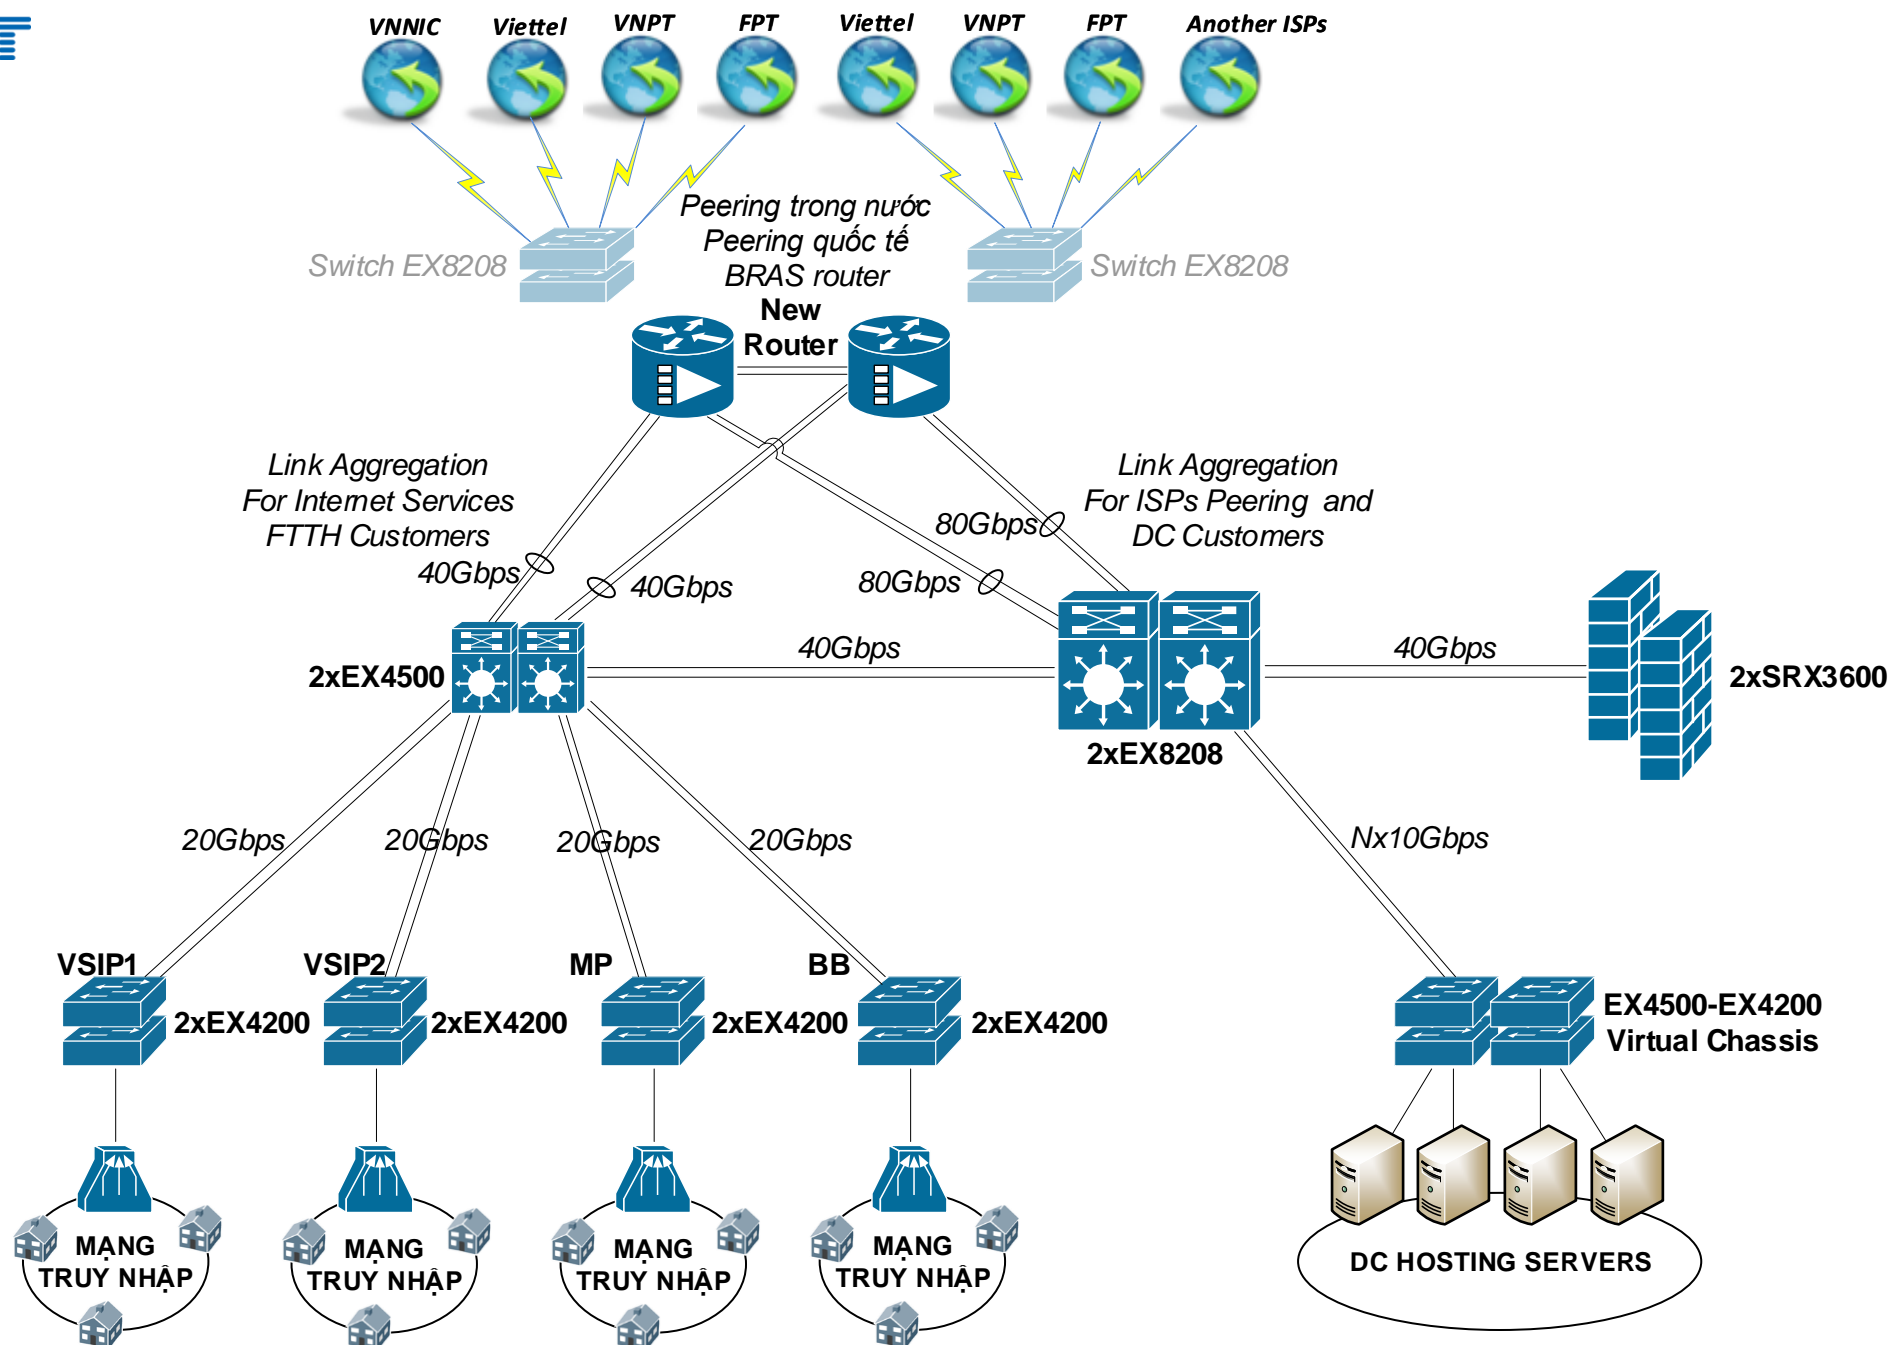 VNNIC
Viettel
VNPT
FPT
Viettel
VNPT
FPT
Another ISPs
Peering trong nước
Peering quốc tế
BRAS router
New
Router
Switch EX8208
Switch EX8208
Link Aggregation
For Internet Services
FTTH Customers
40Gbps
40Gbps
Link Aggregation
For ISPs Peering and
DC Customers
80Gbps
80Gbps
2xEX4500
40Gbps
40Gbps
2xSRX3600
2xEX8208
20Gbps
20Gbps
20Gbps
20Gbps
Nx10Gbps
VSIP1
VSIP2
MP
BB
2xEX4200
2xEX4200
2xEX4200
2xEX4200
EX4500-EX4200
Virtual Chassis
MẠNG
TRUY NHẬP
MẠNG
TRUY NHẬP
MẠNG
TRUY NHẬP
MẠNG
TRUY NHẬP
DC HOSTING SERVERS